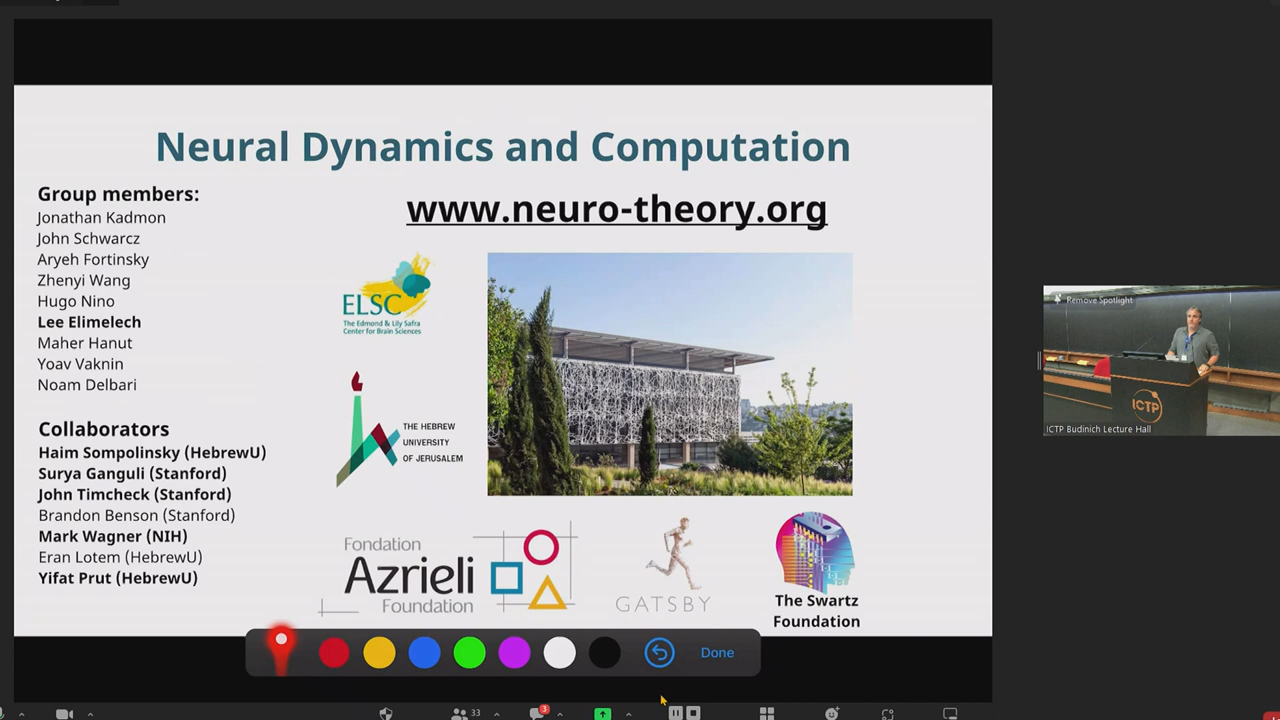 Neural Dynamics and Computation
Group members:
Jonathan Kadmon
John Schwarcz
Aryeh Fortinsky
Zhenyi Wang
Hugo Nino
Lee Elimelech
Maher Hanut
Yoav Vaknin
Noam Delbari
Collaborators
Haim Sompolinsky (HebrewU)
Surya Ganguli (Stanford)
John Timcheck (Stanford)
Brandon Benson (Stanford)
Mark Wagner (NIH)
Eran Lotem (HebrewU)
Yifat Prut (HebrewU)
www.neuro-theory.org
ELSC
The Edmond & Lily Safra
Center for Brain Sciences
THE HEBREW
UNIVERSITY
OF JERUSALEM
Fondation
Azrieli
Foundation
GATSBY
The Swartz
Foundation
Remove Spotlight
ICTP
ICTP Budinich Lecture Hall
Done
33
3